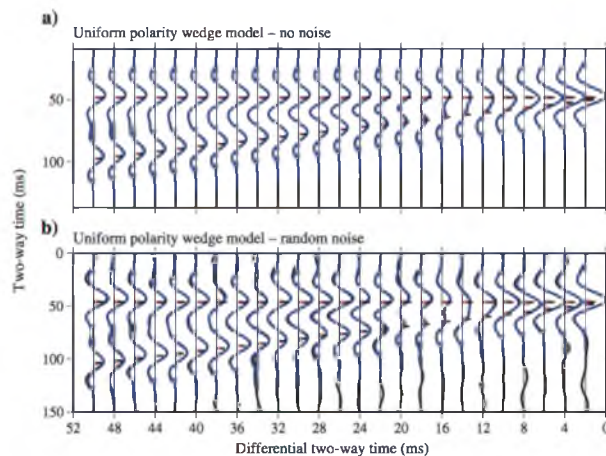 a)
Uniform polarity wedge model – no noise
50
100
b)
Uniform polarity wedge model – random noise
0
50
100
150
Two-way time (ms)
52 48 44 40 36 32 28 24 20 16 12 8 4 0
Differential two-way time (ms)